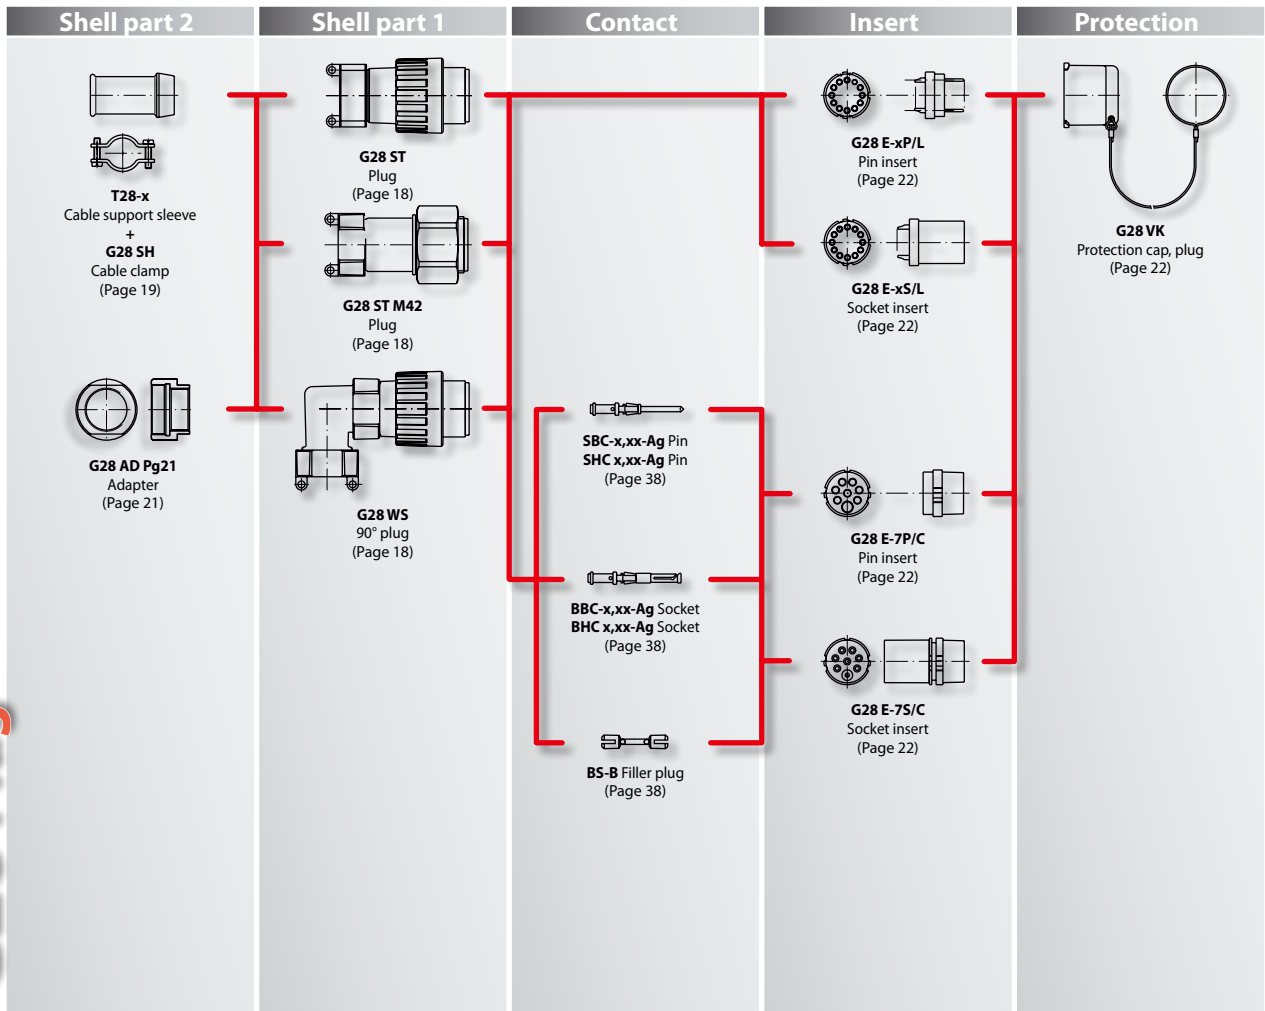 Shell part 2
Shell part 1
Contact
Insert
Protection
T28-x
Cable support sleeve
+
G28 SH
Cable clamp
(Page 19)
G28 AD Pg21
Adapter
(Page 21)
G28 ST
Plug
(Page 18)
G28 ST M42
Plug
(Page 18)
G28 WS
90° plug
(Page 18)
SBC-x,xx-Ag Pin
SHC x,xx-Ag Pin
(Page 38)
BBC-x,xx-Ag Socket
BHC x,xx-Ag Socket
(Page 38)
BS-B Filler plug
(Page 38)
G28 E-xP/L
Pin insert
(Page 22)
G28 E-xS/L
Socket insert
(Page 22)
G28 E-7P/C
Pin insert
(Page 22)
G28 E-7S/C
Socket insert
(Page 22)
G28 VK
Protection cap, plug
(Page 22)